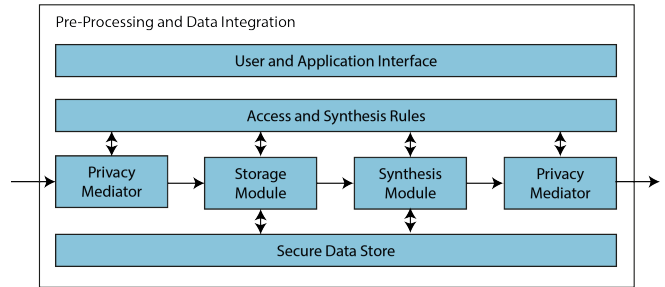 Pre-Processing and Data Integration
User and Application Interface
Access and Synthesis Rules
Privacy
Mediator
Storage
Module
Synthesis
Module
Privacy
Mediator
Secure Data Store